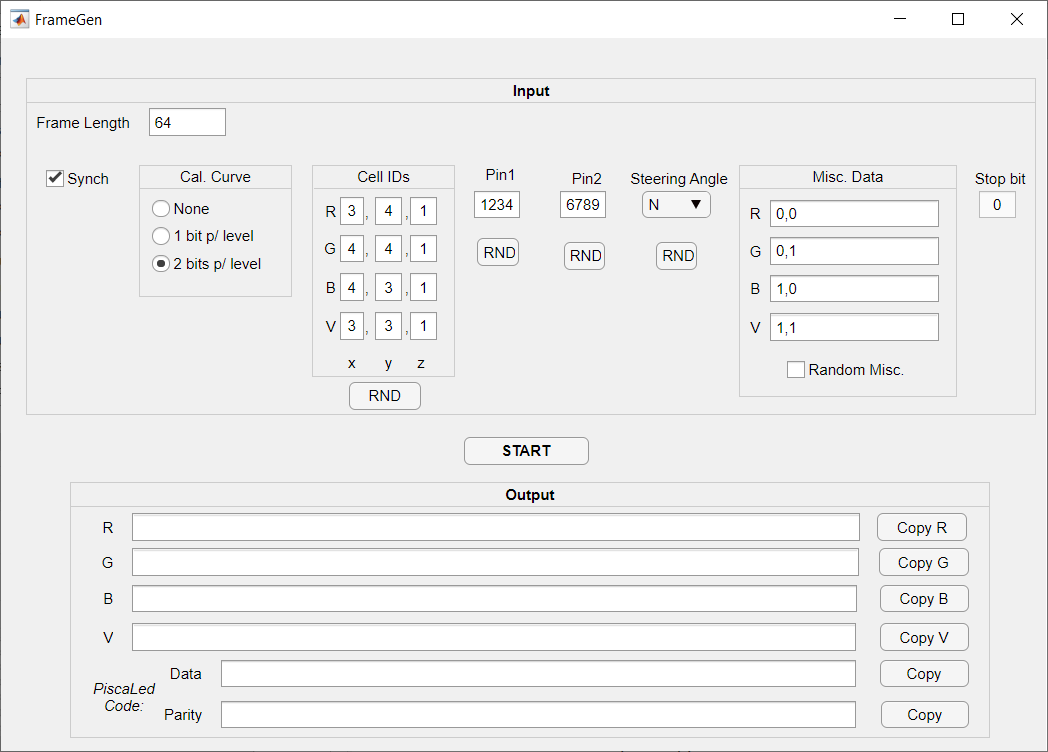 FrameGen
Input
Frame Length 64
Synch
Cal. Curve
None
1 bit p/ level
2 bits p/ level
Cell IDs
R 3 , 4 , 1
G 4 , 4 , 1
B 4 , 3 , 1
V 3 , 3 , 1
x y z
RND
Pin1
1234
RND
Pin2
6789
RND
Steering Angle
N
RND
Misc. Data
R 0,0
G 0,1
B 1,0
V 1,1
Random Misc.
Stop bit
0
START
Output
R Copy R
G Copy G
B Copy B
V Copy V
PiscaLed
Code:
Data Copy
Parity Copy